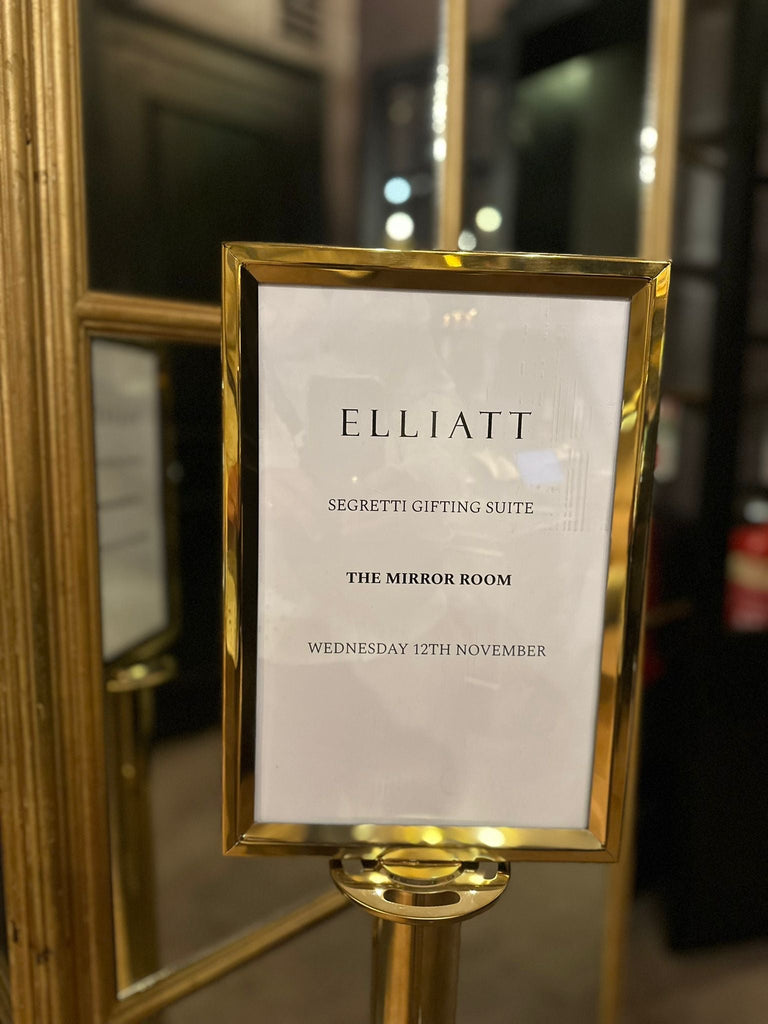 ELLIATT
SEGRETTI GIFTING SUITE
THE MIRROR ROOM
WEDNESDAY 12TH NOVEMBER